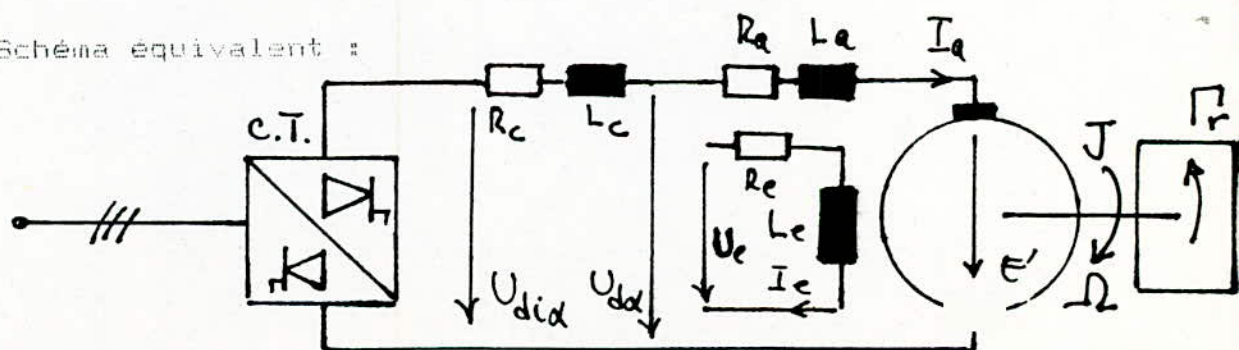 Schéma équivalent :
C.T.
Rc
Lc
Ra
La
Ia
Re
Le
Ue
Ie
Udiα
Udα
E'
J
Ω
Γr